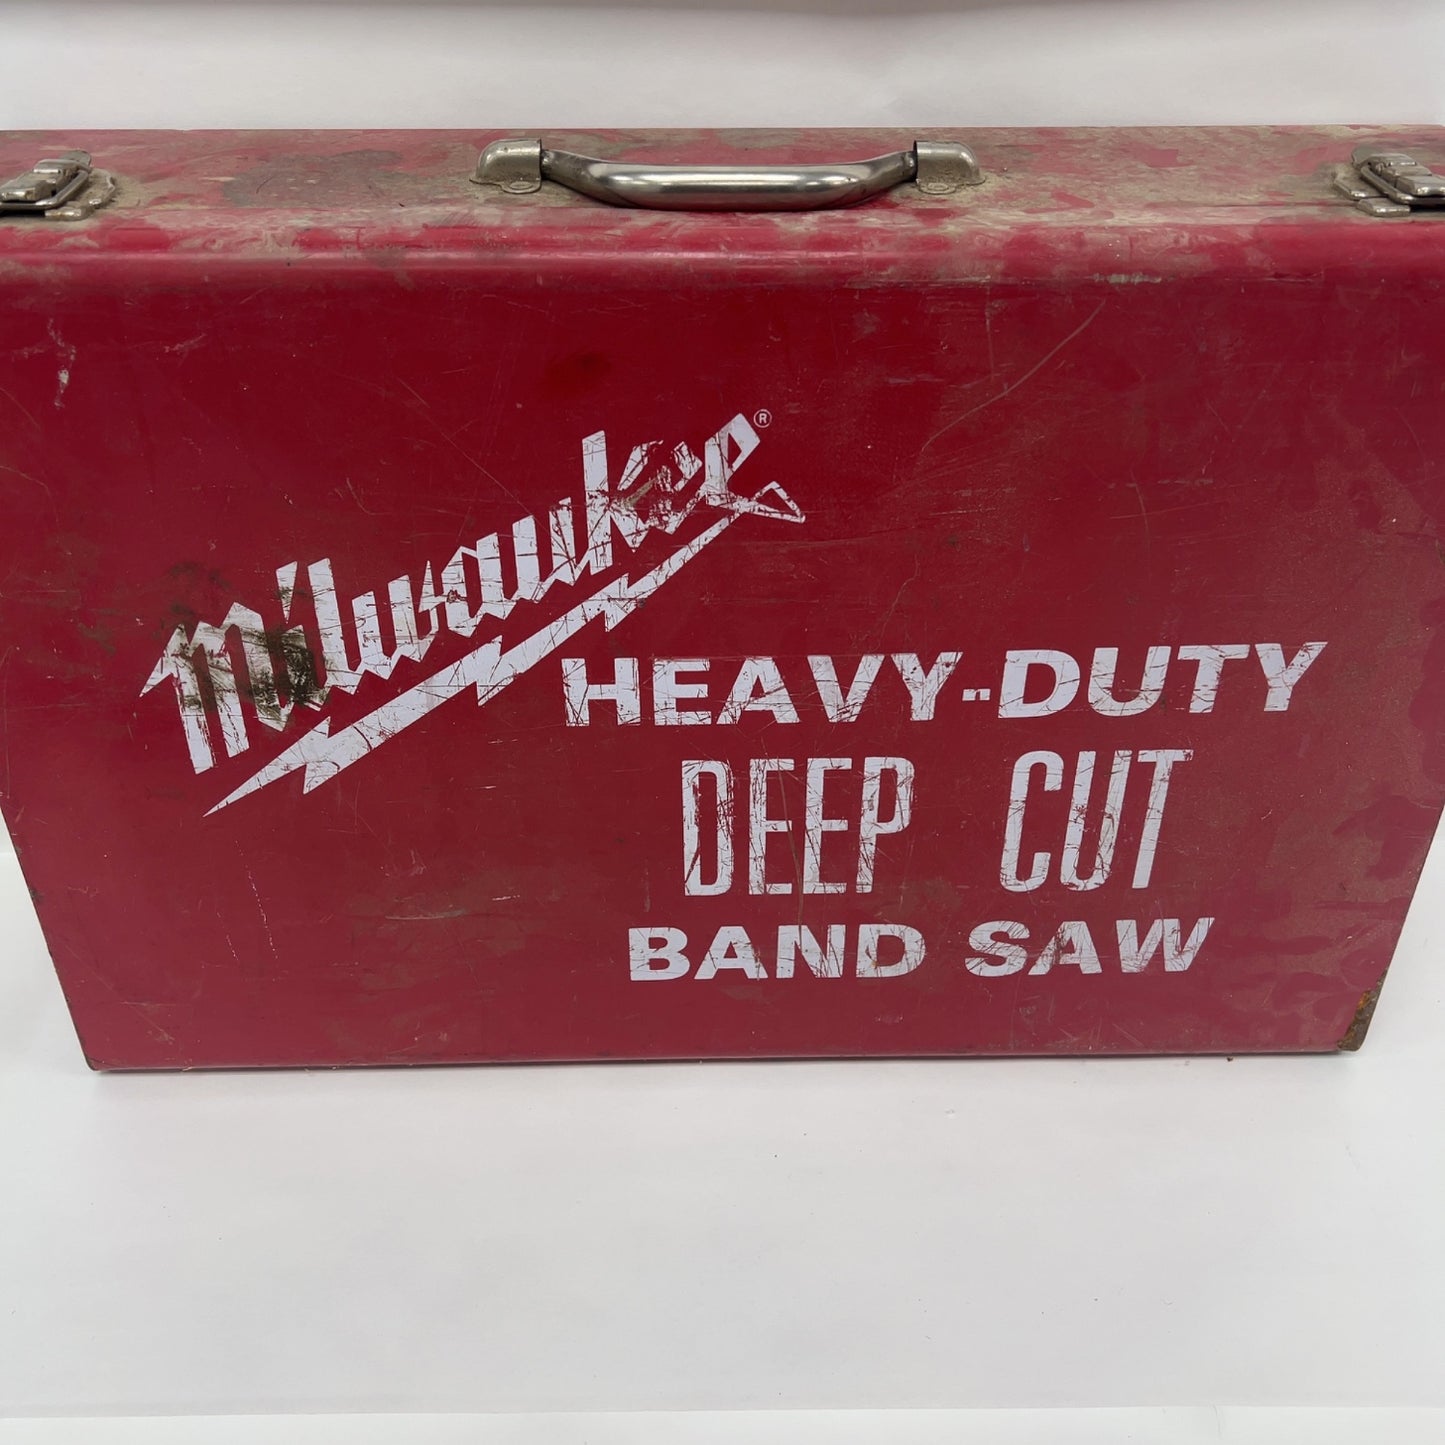 Milwaukee®
HEAVY-DUTY
DEEP CUT
BAND SAW